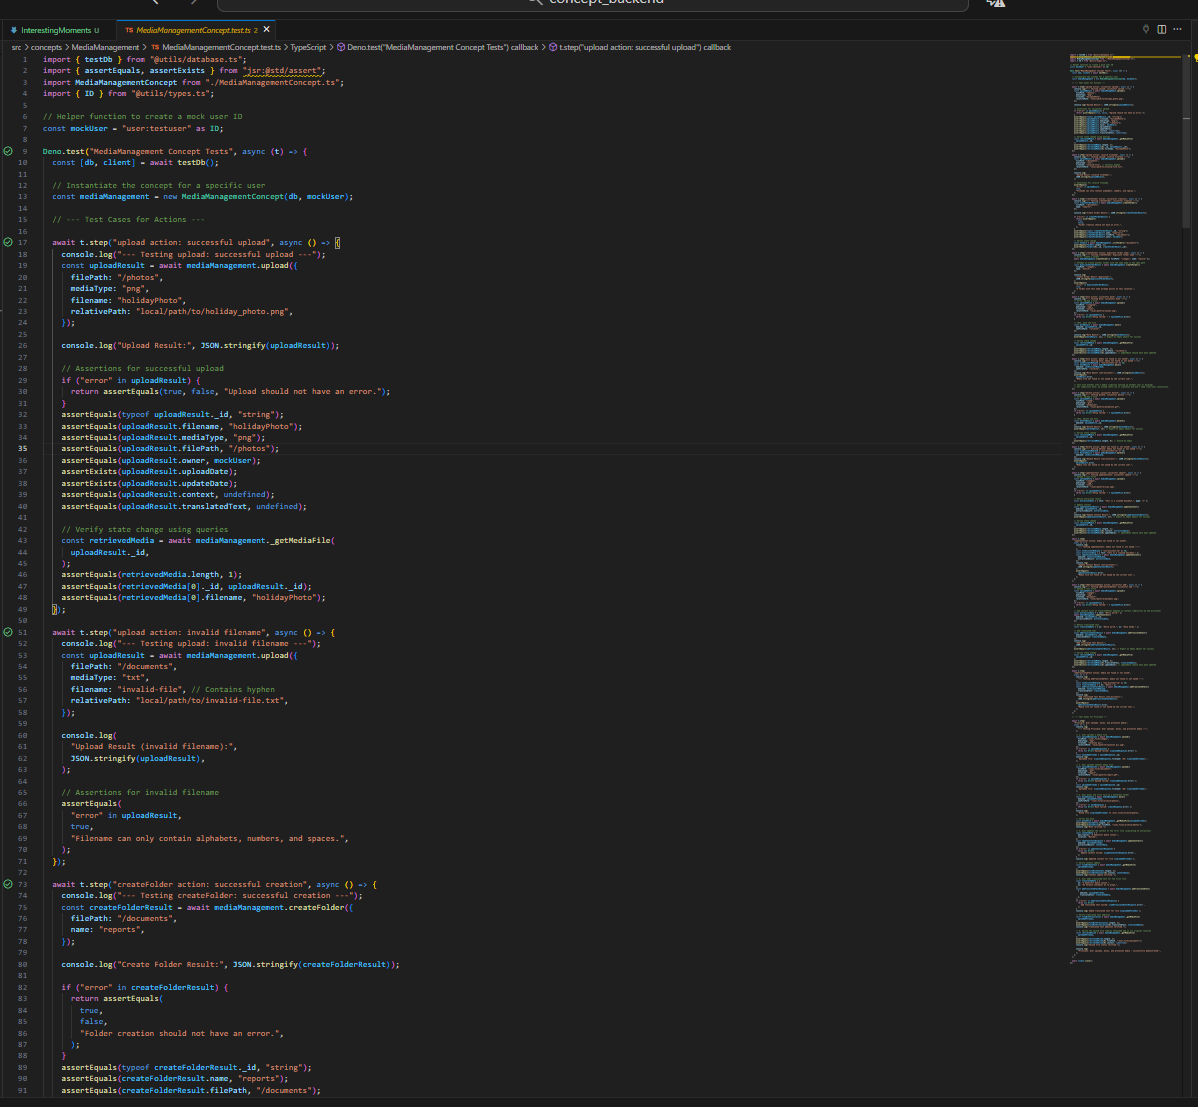 concept_backend
InterestingMoments U
TS MediaManagementConcept.test.ts 2
src > concepts > MediaManagement > TS MediaManagementConcept.test.ts > TypeScript > Deno.test("MediaManagement Concept Tests") callback > t.step("upload action: successful upload") callback
1 import { testDb } from "@utils/database.ts";
2 import { assertEquals, assertExists } from "jsr:@std/assert";
3 import MediaManagementConcept from "./MediaManagementConcept.ts";
4 import { ID } from "@utils/types.ts";
5
6 // Helper function to create a mock user ID
7 const mockUser = "user:testuser" as ID;
8
9 Deno.test("MediaManagement Concept Tests", async (t) => {
10 const [db, client] = await testDb();
11
12 // Instantiate the concept for a specific user
13 const mediaManagement = new MediaManagementConcept(db, mockUser);
14
15 // --- Test Cases for Actions ---
16
17 await t.step("upload action: successful upload", async () => {
18 console.log("--- Testing upload: successful upload ---");
19 const uploadResult = await mediaManagement.upload({
20 filePath: "/photos",
21 mediaType: "png",
22 filename: "holidayPhoto",
23 relativePath: "local/path/to/holiday_photo.png",
24 });
25
26 console.log("Upload Result:", JSON.stringify(uploadResult));
27
28 // Assertions for successful upload
29 if ("error" in uploadResult) {
30 return assertEquals(true, false, "Upload should not have an error.");
31 }
32 assertEquals(typeof uploadResult._id, "string");
33 assertEquals(uploadResult.filename, "holidayPhoto");
34 assertEquals(uploadResult.mediaType, "png");
35 assertEquals(uploadResult.filePath, "/photos");
36 assertEquals(uploadResult.owner, mockUser);
37 assertExists(uploadResult.uploadDate);
38 assertExists(uploadResult.updateDate);
39 assertEquals(uploadResult.context, undefined);
40 assertEquals(uploadResult.translatedText, undefined);
41
42 // Verify state change using queries
43 const retrievedMedia = await mediaManagement._getMediaFile(
44 uploadResult._id,
45 );
46 assertEquals(retrievedMedia.length, 1);
47 assertEquals(retrievedMedia[0]._id, uploadResult._id);
48 assertEquals(retrievedMedia[0].filename, "holidayPhoto");
49 });
50
51 await t.step("upload action: invalid filename", async () => {
52 console.log("--- Testing upload: invalid filename ---");
53 const uploadResult = await mediaManagement.upload({
54 filePath: "/documents",
55 mediaType: "txt",
56 filename: "invalid-file", // Contains hyphen
57 relativePath: "local/path/to/invalid-file.txt",
58 });
59
60 console.log(
61 "Upload Result (invalid filename):",
62 JSON.stringify(uploadResult),
63 );
64
65 // Assertions for invalid filename
66 assertEquals(
67 "error" in uploadResult,
68 true,
69 "Filename can only contain alphabets, numbers, and spaces.",
70 );
71 });
72
73 await t.step("createFolder action: successful creation", async () => {
74 console.log("--- Testing createFolder: successful creation ---");
75 const createFolderResult = await mediaManagement.createFolder({
76 filePath: "/documents",
77 name: "reports",
78 });
79
80 console.log("Create Folder Result:", JSON.stringify(createFolderResult));
81
82 if ("error" in createFolderResult) {
83 return assertEquals(
84 true,
85 false,
86 "Folder creation should not have an error.",
87 );
88 }
89 assertEquals(typeof createFolderResult._id, "string");
90 assertEquals(createFolderResult.name, "reports");
91 assertEquals(createFolderResult.filePath, "/documents");